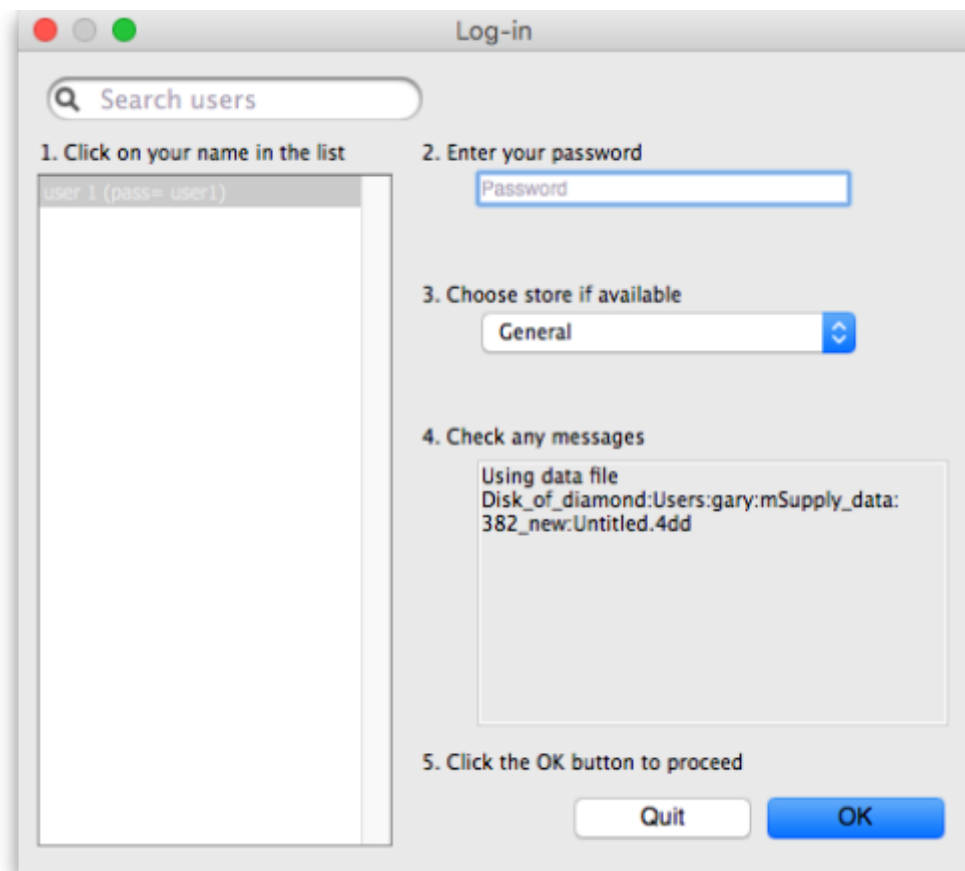 Log-in
Search users
1. Click on your name in the list
user 1 (pass= user1)
2. Enter your password
Password
3. Choose store if available
General
4. Check any messages
Using data file
Disk_of_diamond:Users:gary:mSupply_data:
382_new:Untitled.4dd
5. Click the OK button to proceed
Quit
OK